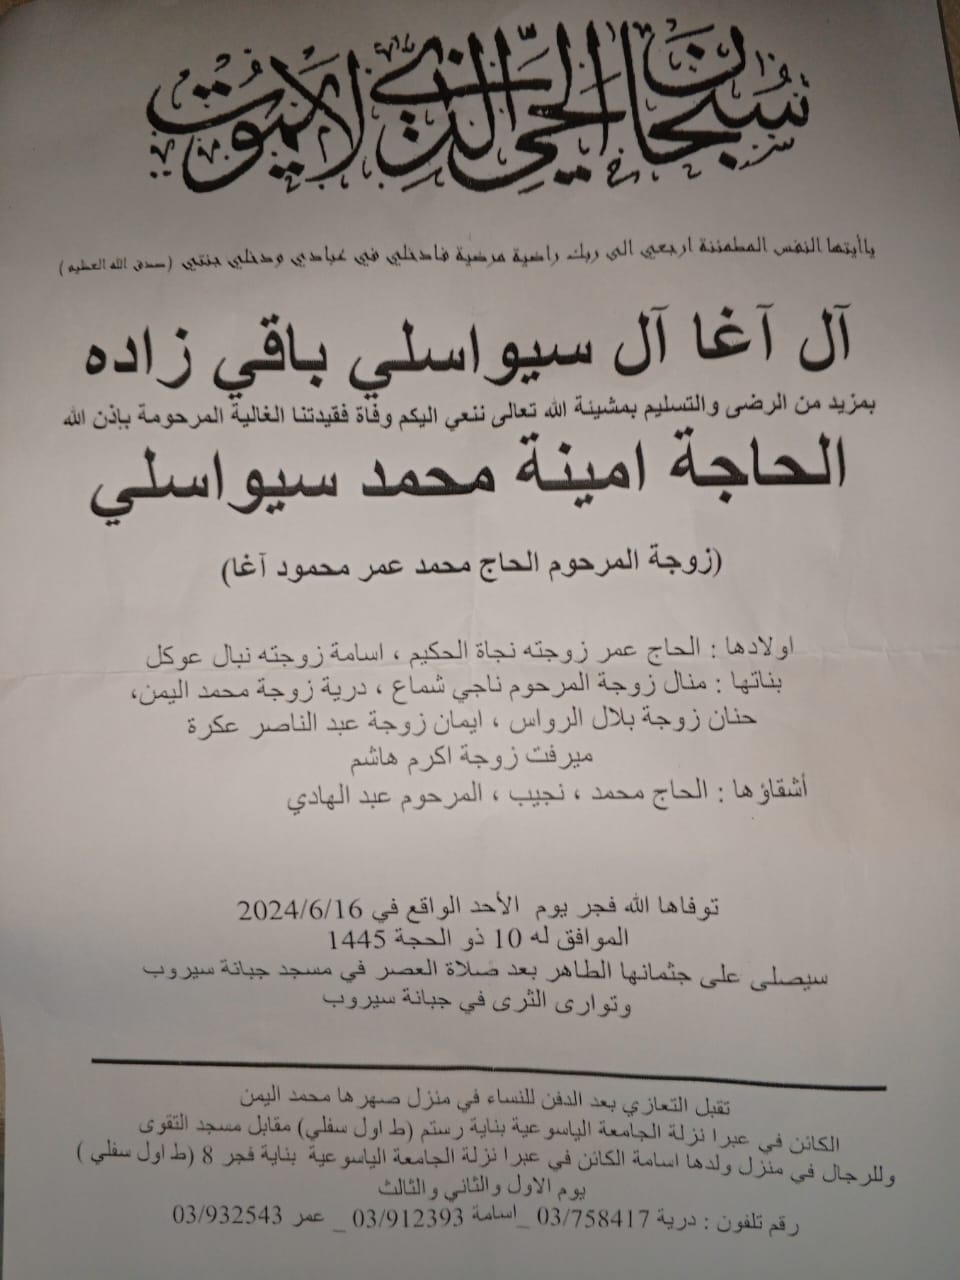 سبحان الحي الذي لا يموت
ياأيتها النفس المطمئنة ارجعي الى ربك راضية مرضية فادخلي في عبادي ودخلي جنتي (صدق الله العظيم)
آل آغا آل سيواسلي باقي زاده
بمزيد من الرضى والتسليم بمشيئة الله تعالى ننعي اليكم وفاة فقيدتنا الغالية المرحومة بإذن الله
الحاجة امينة محمد سيواسلي
(زوجة المرحوم الحاج محمد عمر محمود آغا)
اولادها : الحاج عمر زوجته نجاة الحكيم ، اسامة زوجته نبال عوكل
بناتها : منال زوجة المرحوم ناجي شماع ، درية زوجة محمد اليمن،
حنان زوجة بلال الرواس ، ايمان زوجة عبد الناصر عكرة
ميرفت زوجة اكرم هاشم
أشقاؤها : الحاج محمد ، نجيب ، المرحوم عبد الهادي
توفاها الله فجر يوم الأحد الواقع في 2024/6/16
الموافق له 10 ذو الحجة 1445
سيصلى على جثمانها الطاهر بعد صلاة العصر في مسجد جبانة سيروب
وتوارى الثرى في جبانة سيروب
تقبل التعازي بعد الدفن للنساء في منزل صهرها محمد اليمن
الكائن في عبرا نزلة الجامعة الياسوعية بناية رستم (ط اول سفلي) مقابل مسجد التقوى
وللرجال في منزل ولدها اسامة الكائن في عبرا نزلة الجامعة الياسوعية بناية فجر 8 (ط اول سفلي )
يوم الاول والثاني والثالث
رقم تلفون : درية 03/758417 _ اسامة 03/912393 _ عمر 03/932543